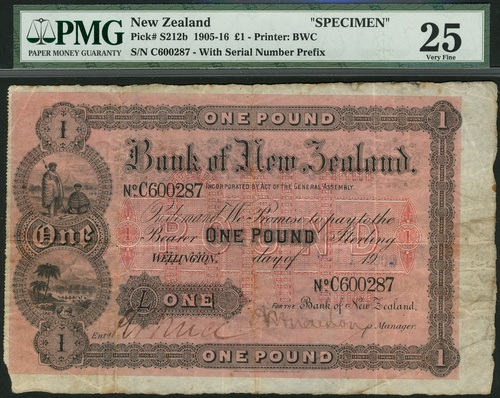 PMG
PAPER MONEY GUARANTY
New Zealand "SPECIMEN"
Pick# S212b 1905-16 £1 - Printer: BWC
S/N C600287 - With Serial Number Prefix
25
Very Fine
1 ONE POUND 1
Bank of New Zealand.
No C600287 INCORPORATED BY ACT OF THE GENERAL ASSEMBLY.
On Demand We Promise to pay to the
One
Bearer ONE POUND Sterling
POUND
WELLINGTON, day of 19
No C600287
£ ONE
FOR THE Bank of New Zealand.
Entd
Manager.
1 ONE POUND 1